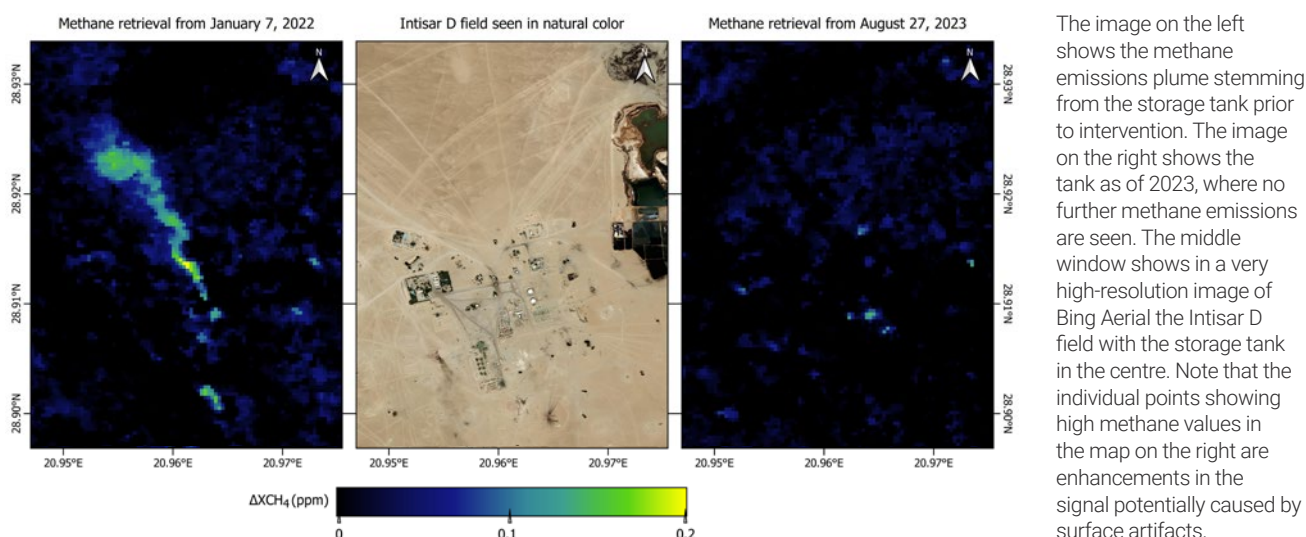 Methane retrieval from January 7, 2022
Intisar D field seen in natural color
Methane retrieval from August 27, 2023
N
N
N
28.93°N
28.92°N
28.91°N
28.90°N
28.93°N
28.92°N
28.91°N
28.90°N
20.95°E
20.96°E
20.97°E
20.95°E
20.96°E
20.97°E
20.95°E
20.96°E
20.97°E
ΔXCH₄ (ppm)
0
0.1
0.2
The image on the left
shows the methane
emissions plume stemming
from the storage tank prior
to intervention. The image
on the right shows the
tank as of 2023, where no
further methane emissions
are seen. The middle
window shows in a very
high-resolution image of
Bing Aerial the Intisar D
field with the storage tank
in the centre. Note that the
individual points showing
high methane values in
the map on the right are
enhancements in the
signal potentially caused by
surface artifacts.